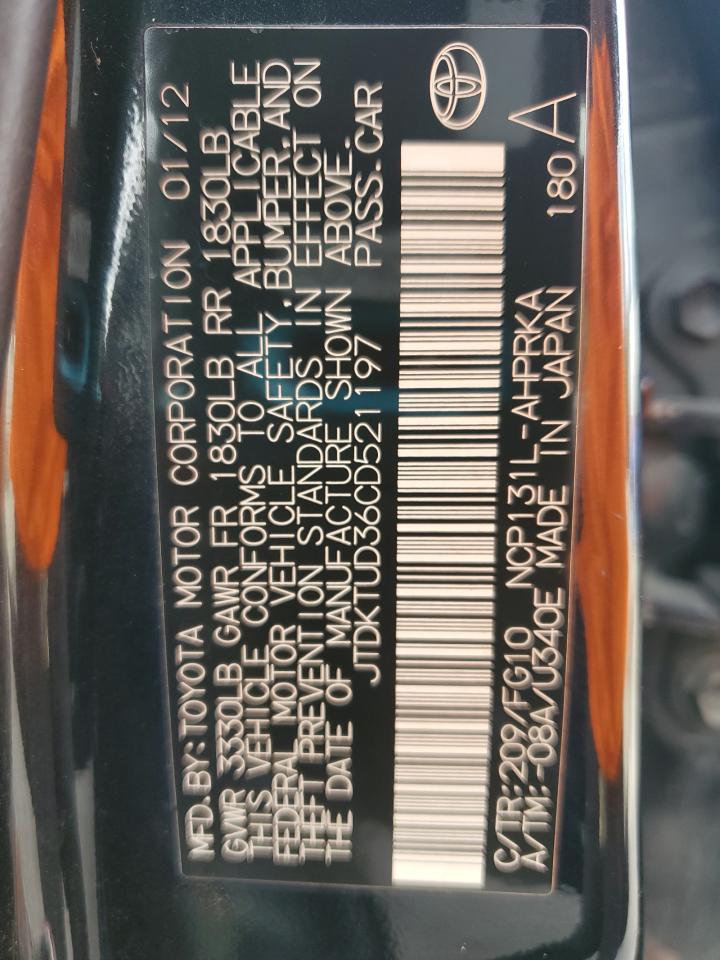 MFD.BY:TOYOTA MOTOR CORPORATION 01/12
GVWR 3330LB GAWR FR 1830LB RR 1830LB
THIS VEHICLE CONFORMS TO ALL APPLICABLE
FEDERAL MOTOR VEHICLE SAFETY,BUMPER,AND
THEFT PREVENTION STANDARDS IN EFFECT ON
THE DATE OF MANUFACTURE SHOWN ABOVE.
JTDKTUD36CD521197 PASS.CAR
C/TR:209/FG10 NCP131L-AHPRKA
A/TM:-08A/U340E MADE IN JAPAN
180 A